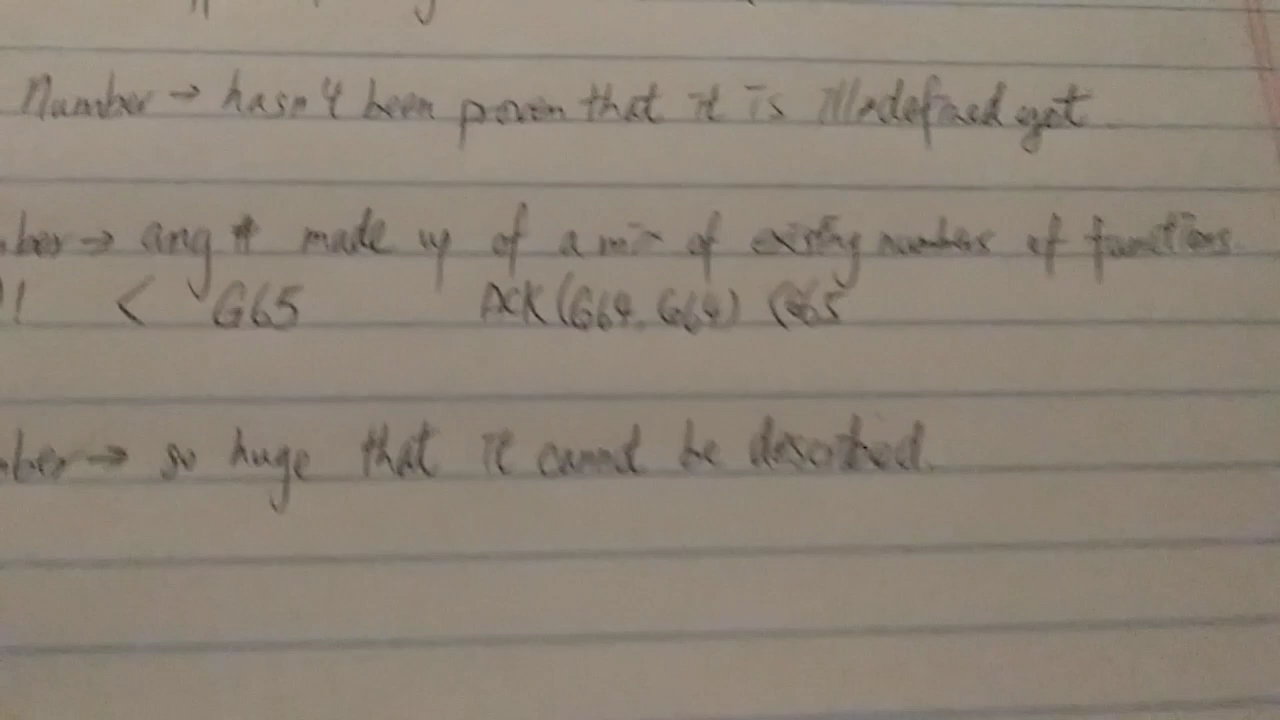 Number → hasn't been proven that it is illdefined yet
ber → any # made up of a mix of existing numbers of functions
! < G65 ACK(G64, G64) < G65
ber → so huge that it cannot be described.